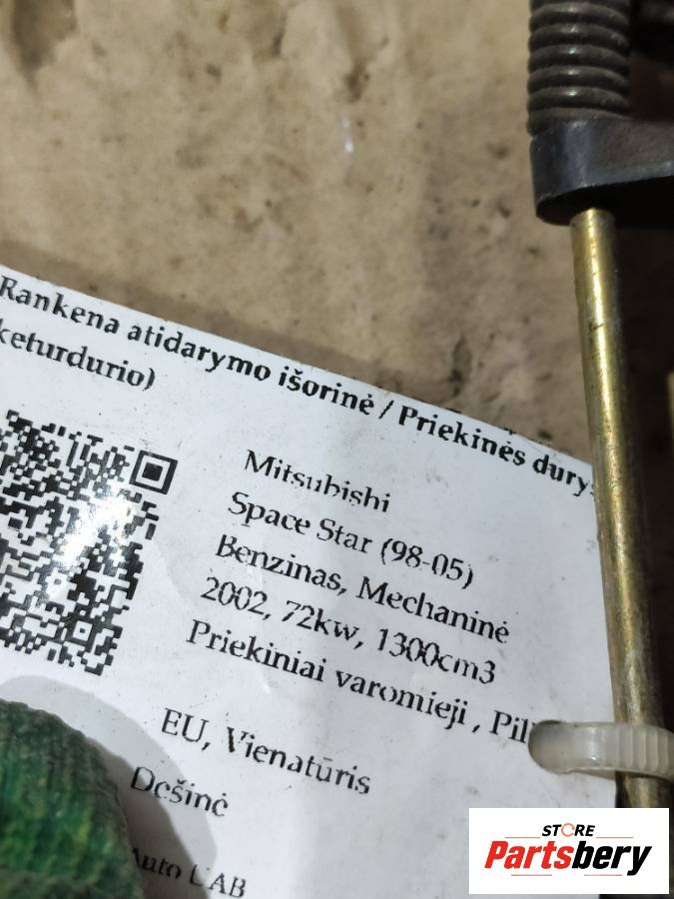 Rankena atidarymo išorinė / Priekinės durys
keturdurio)
Mitsubishi
Space Star (98-05)
Benzinas, Mechaninė
2002, 72kw, 1300cm3
Priekiniai varomieji , Pil
EU, Vienatūris
Dešinė
Auto UAB
STORE
Partsbery